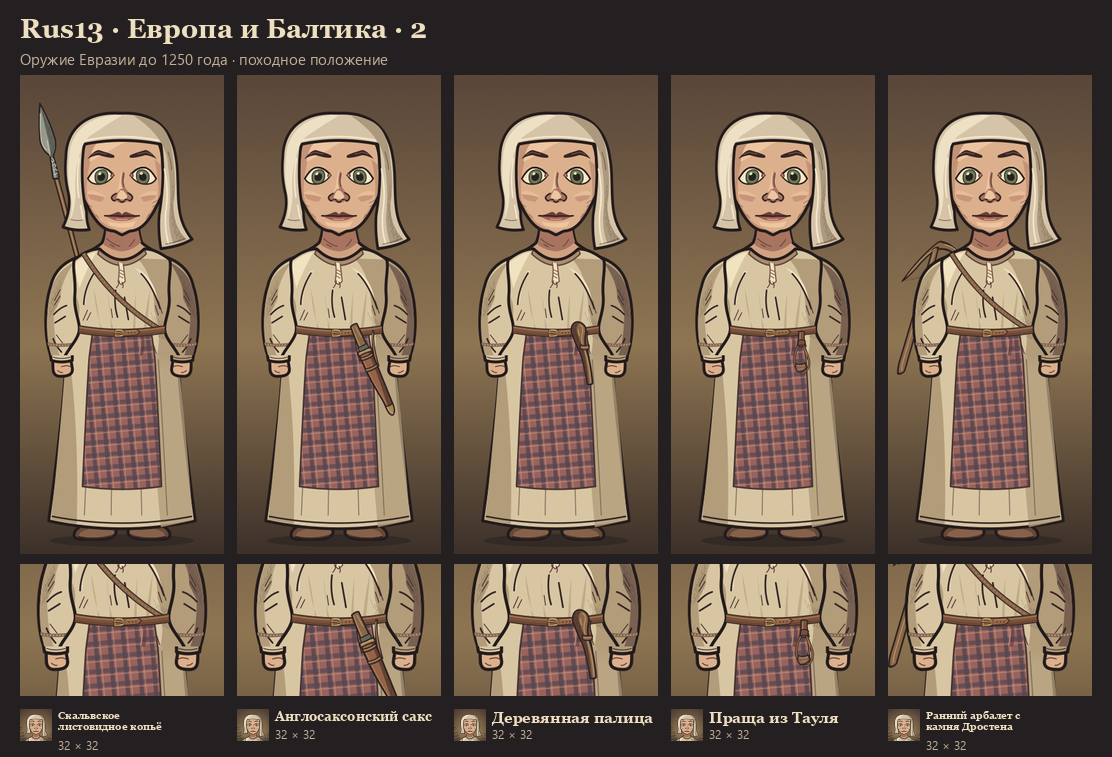 Rus13 · Европа и Балтика · 2
Оружие Евразии до 1250 года · походное положение
Скальвское
листовидное копьё
32 × 32
Англосаксонский сакс
32 × 32
Деревянная палица
32 × 32
Праща из Тауля
32 × 32
Ранний арбалет с
камня Дростена
32 × 32